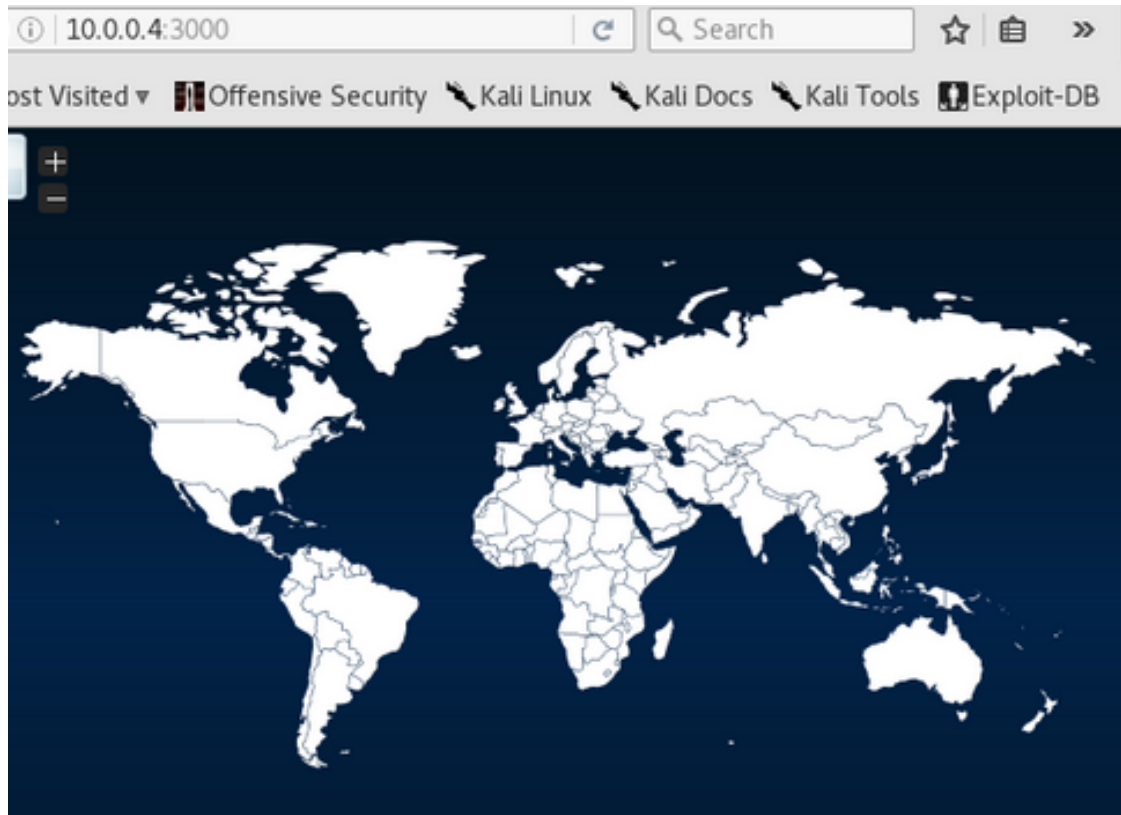 10.0.0.4:3000 Search
ost Visited Offensive Security Kali Linux Kali Docs Kali Tools Exploit-DB
+
−